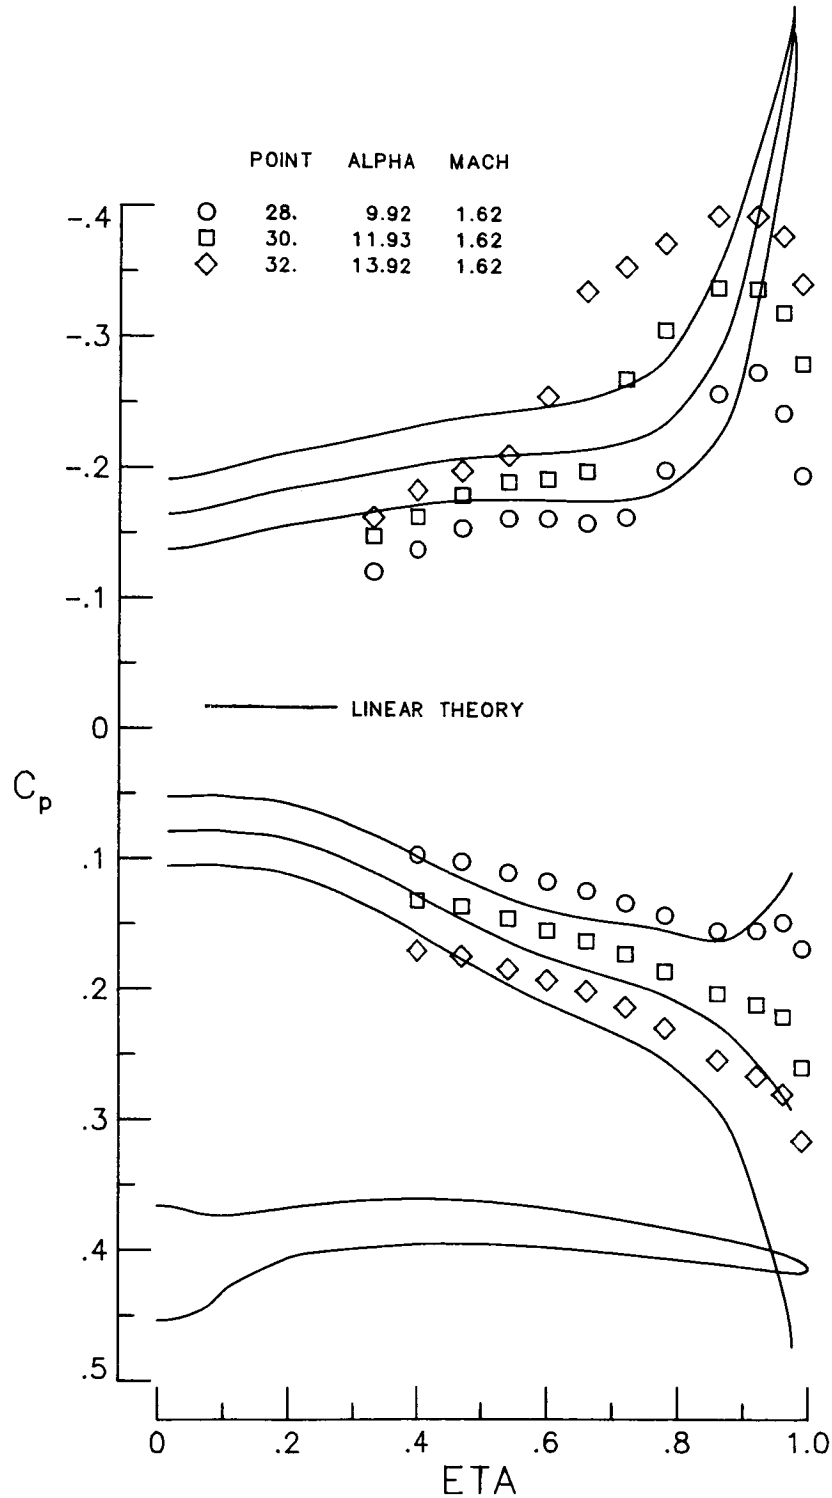 POINT ALPHA MACH
28. 9.92 1.62
30. 11.93 1.62
32. 13.92 1.62
-.4
-.3
-.2
-.1
LINEAR THEORY
0
Cp
.1
.2
.3
.4
.5
0 .2 .4 .6 .8 1.0
ETA